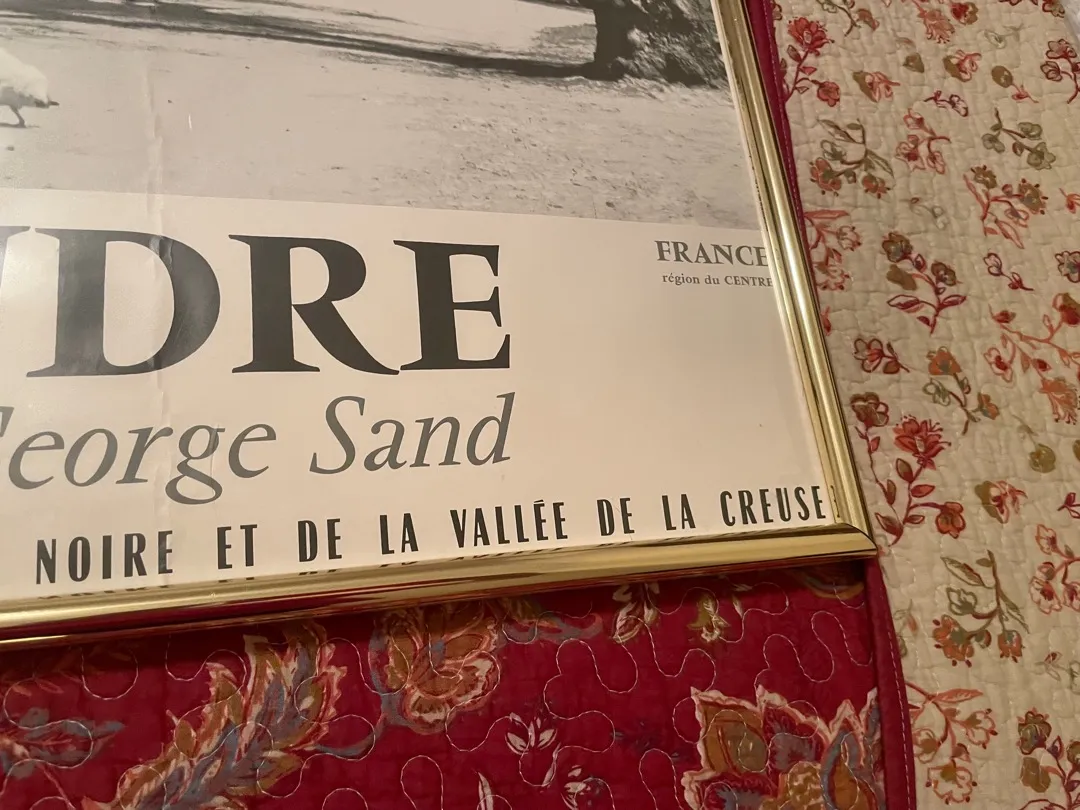 FRANCE
région du CENTRE
DRE
George Sand
NOIRE ET DE LA VALLÉE DE LA CREUSE